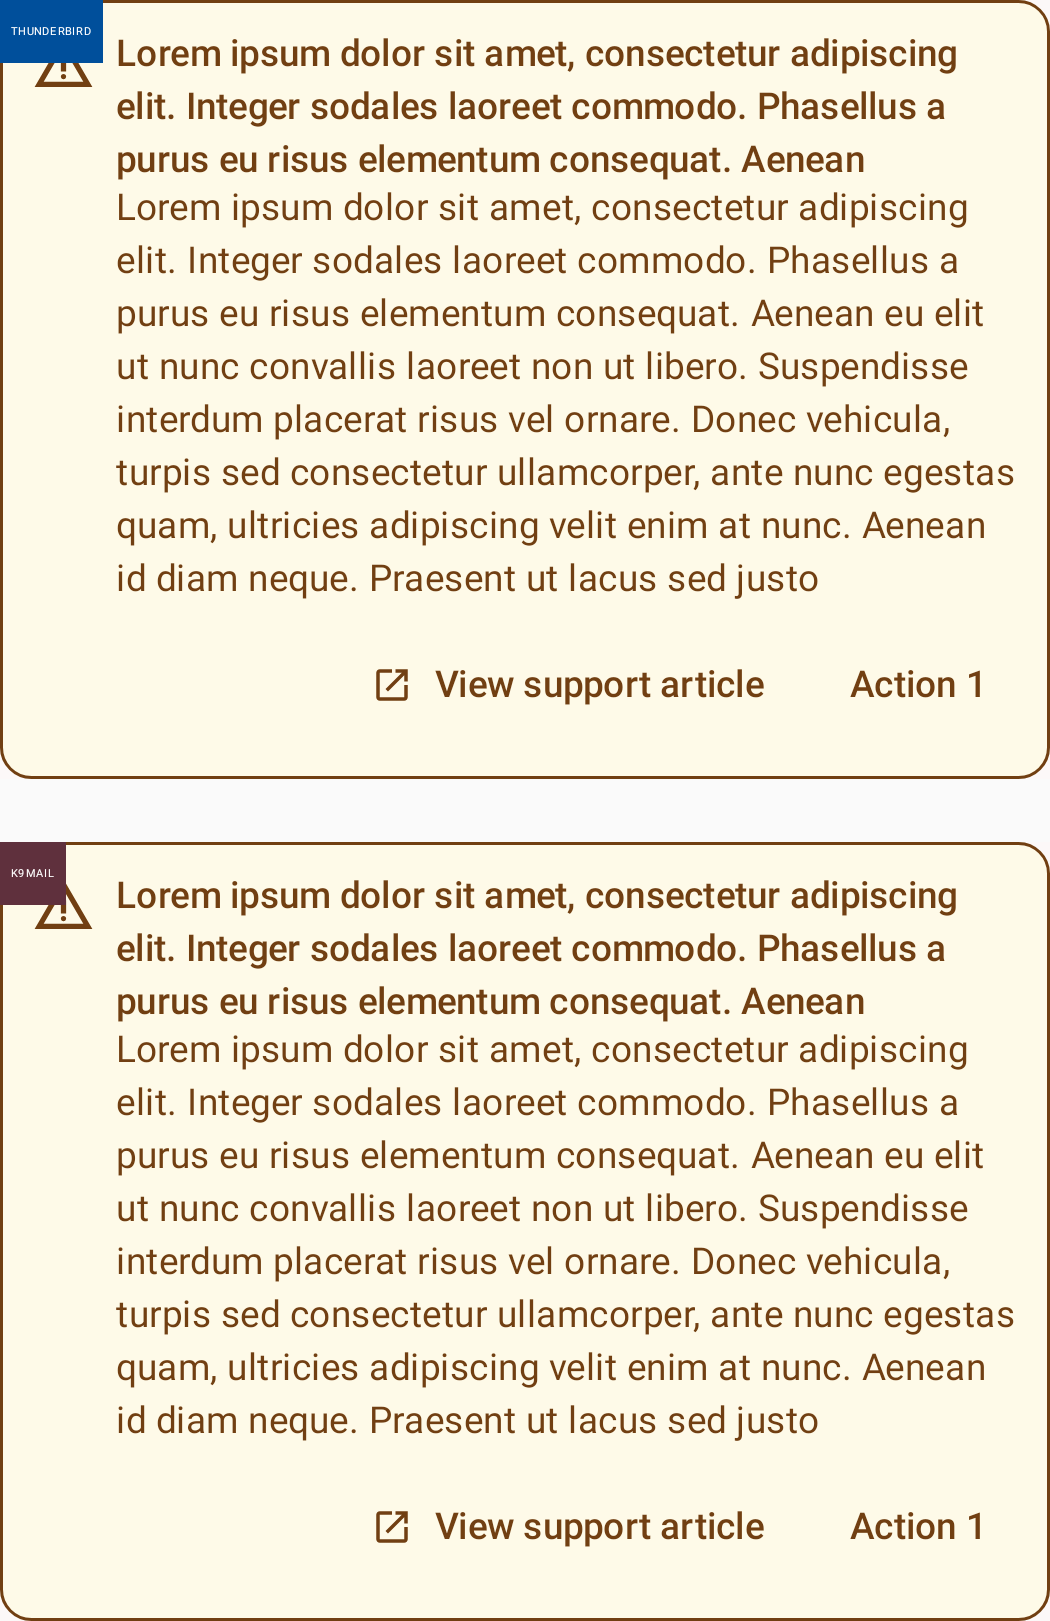 THUNDERBIRD
Lorem ipsum dolor sit amet, consectetur adipiscing
elit. Integer sodales laoreet commodo. Phasellus a
purus eu risus elementum consequat. Aenean
Lorem ipsum dolor sit amet, consectetur adipiscing
elit. Integer sodales laoreet commodo. Phasellus a
purus eu risus elementum consequat. Aenean eu elit
ut nunc convallis laoreet non ut libero. Suspendisse
interdum placerat risus vel ornare. Donec vehicula,
turpis sed consectetur ullamcorper, ante nunc egestas
quam, ultricies adipiscing velit enim at nunc. Aenean
id diam neque. Praesent ut lacus sed justo
View support article Action 1
K9MAIL
Lorem ipsum dolor sit amet, consectetur adipiscing
elit. Integer sodales laoreet commodo. Phasellus a
purus eu risus elementum consequat. Aenean
Lorem ipsum dolor sit amet, consectetur adipiscing
elit. Integer sodales laoreet commodo. Phasellus a
purus eu risus elementum consequat. Aenean eu elit
ut nunc convallis laoreet non ut libero. Suspendisse
interdum placerat risus vel ornare. Donec vehicula,
turpis sed consectetur ullamcorper, ante nunc egestas
quam, ultricies adipiscing velit enim at nunc. Aenean
id diam neque. Praesent ut lacus sed justo
View support article Action 1